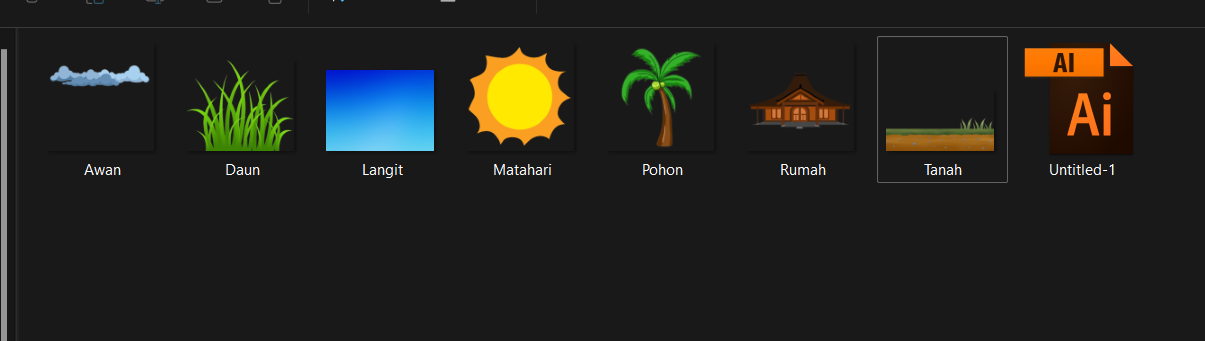 AI
Ai
Awan
Daun
Langit
Matahari
Pohon
Rumah
Tanah
Untitled-1